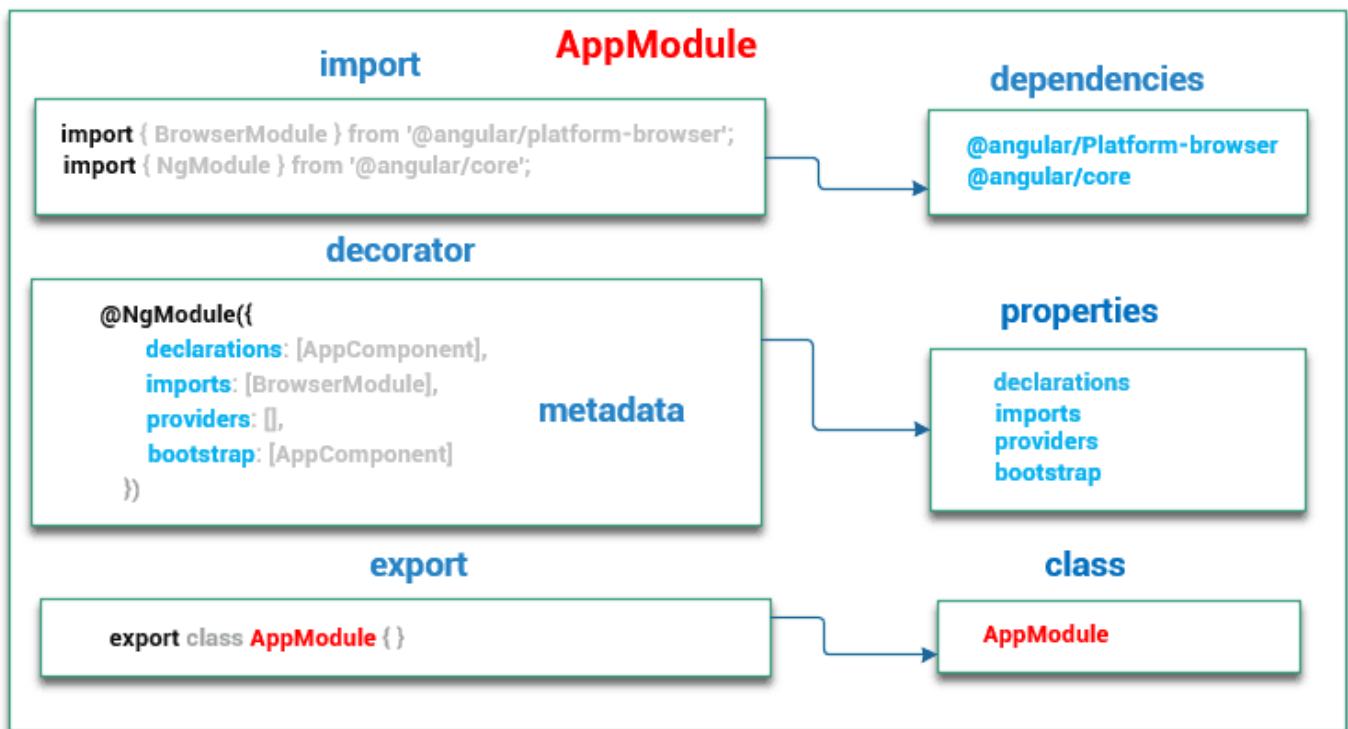 AppModule
import
import { BrowserModule } from '@angular/platform-browser';
import { NgModule } from '@angular/core';
dependencies
@angular/Platform-browser
@angular/core
decorator
@NgModule({
declarations: [AppComponent],
imports: [BrowserModule],
providers: [],
bootstrap: [AppComponent]
})
metadata
properties
declarations
imports
providers
bootstrap
export
export class AppModule { }
class
AppModule